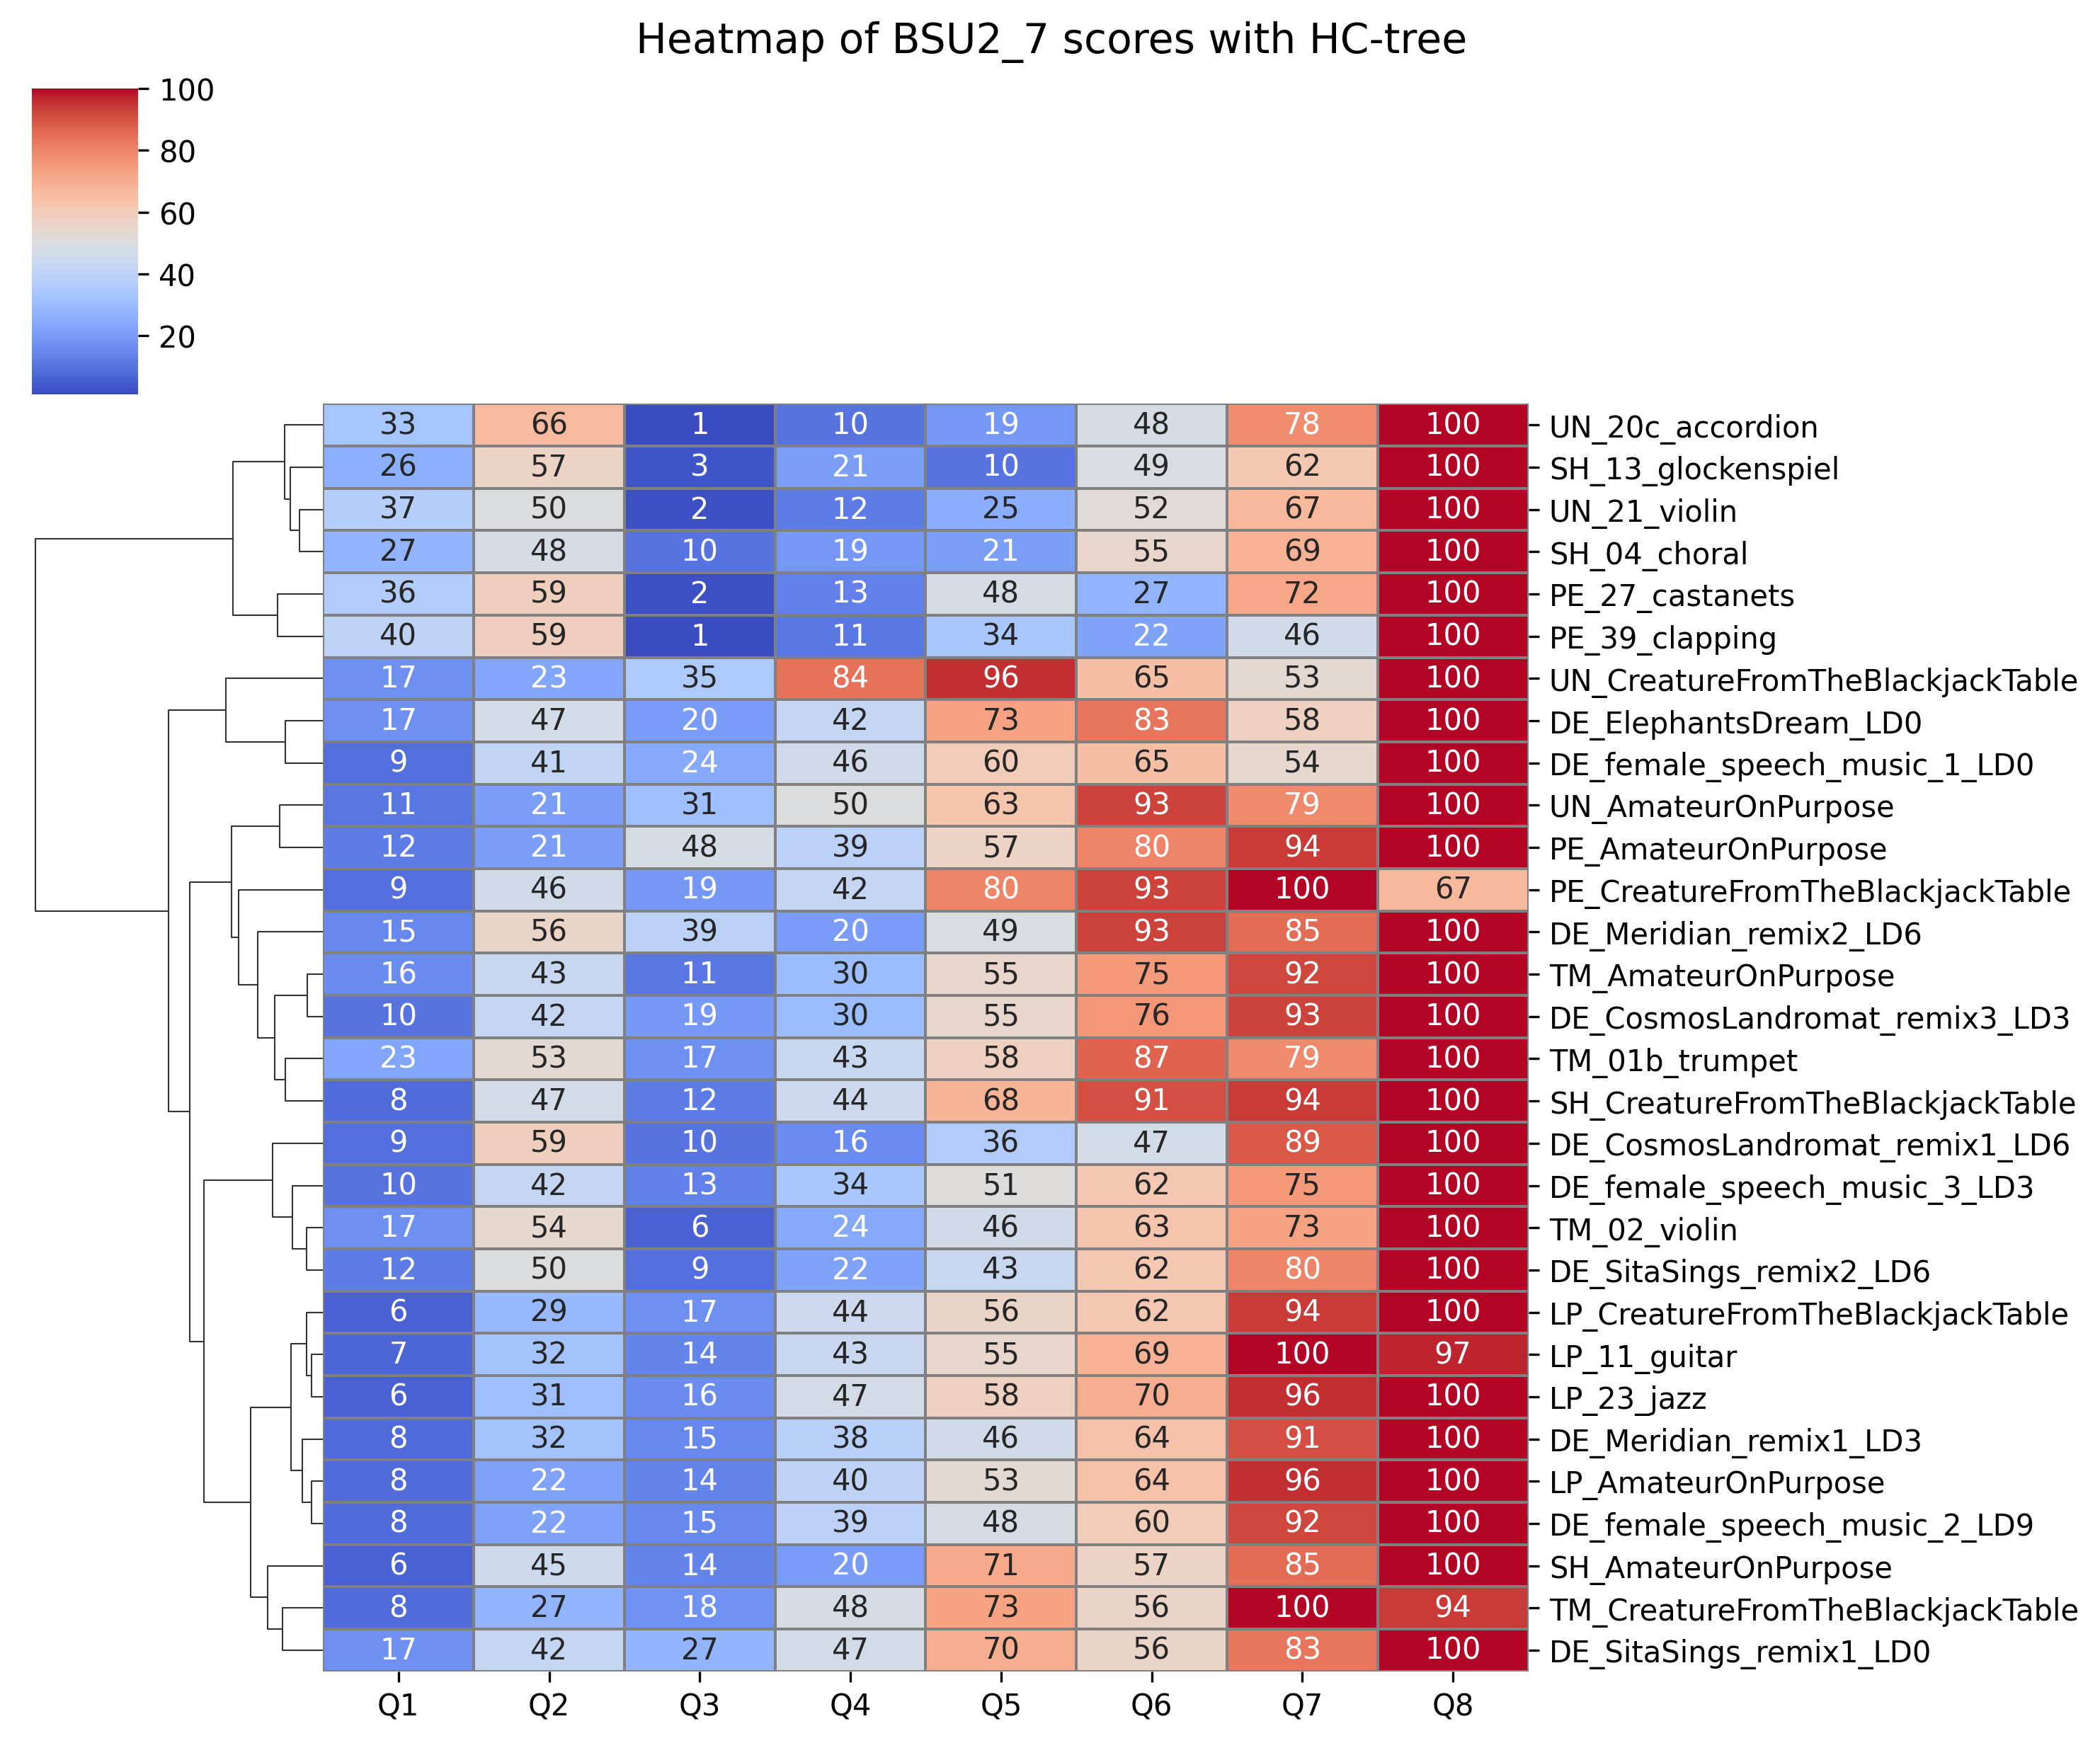 Heatmap of BSU2_7 scores with HC-tree
100
80
60
40
20
33 66 1 10 19 48 78 100 UN_20c_accordion
26 57 3 21 10 49 62 100 SH_13_glockenspiel
37 50 2 12 25 52 67 100 UN_21_violin
27 48 10 19 21 55 69 100 SH_04_choral
36 59 2 13 48 27 72 100 PE_27_castanets
40 59 1 11 34 22 46 100 PE_39_clapping
17 23 35 84 96 65 53 100 UN_CreatureFromTheBlackjackTable
17 47 20 42 73 83 58 100 DE_ElephantsDream_LD0
9 41 24 46 60 65 54 100 DE_female_speech_music_1_LD0
11 21 31 50 63 93 79 100 UN_AmateurOnPurpose
12 21 48 39 57 80 94 100 PE_AmateurOnPurpose
9 46 19 42 80 93 100 67 PE_CreatureFromTheBlackjackTable
15 56 39 20 49 93 85 100 DE_Meridian_remix2_LD6
16 43 11 30 55 75 92 100 TM_AmateurOnPurpose
10 42 19 30 55 76 93 100 DE_CosmosLandromat_remix3_LD3
23 53 17 43 58 87 79 100 TM_01b_trumpet
8 47 12 44 68 91 94 100 SH_CreatureFromTheBlackjackTable
9 59 10 16 36 47 89 100 DE_CosmosLandromat_remix1_LD6
10 42 13 34 51 62 75 100 DE_female_speech_music_3_LD3
17 54 6 24 46 63 73 100 TM_02_violin
12 50 9 22 43 62 80 100 DE_SitaSings_remix2_LD6
6 29 17 44 56 62 94 100 LP_CreatureFromTheBlackjackTable
7 32 14 43 55 69 100 97 LP_11_guitar
6 31 16 47 58 70 96 100 LP_23_jazz
8 32 15 38 46 64 91 100 DE_Meridian_remix1_LD3
8 22 14 40 53 64 96 100 LP_AmateurOnPurpose
8 22 15 39 48 60 92 100 DE_female_speech_music_2_LD9
6 45 14 20 71 57 85 100 SH_AmateurOnPurpose
8 27 18 48 73 56 100 94 TM_CreatureFromTheBlackjackTable
17 42 27 47 70 56 83 100 DE_SitaSings_remix1_LD0
Q1 Q2 Q3 Q4 Q5 Q6 Q7 Q8